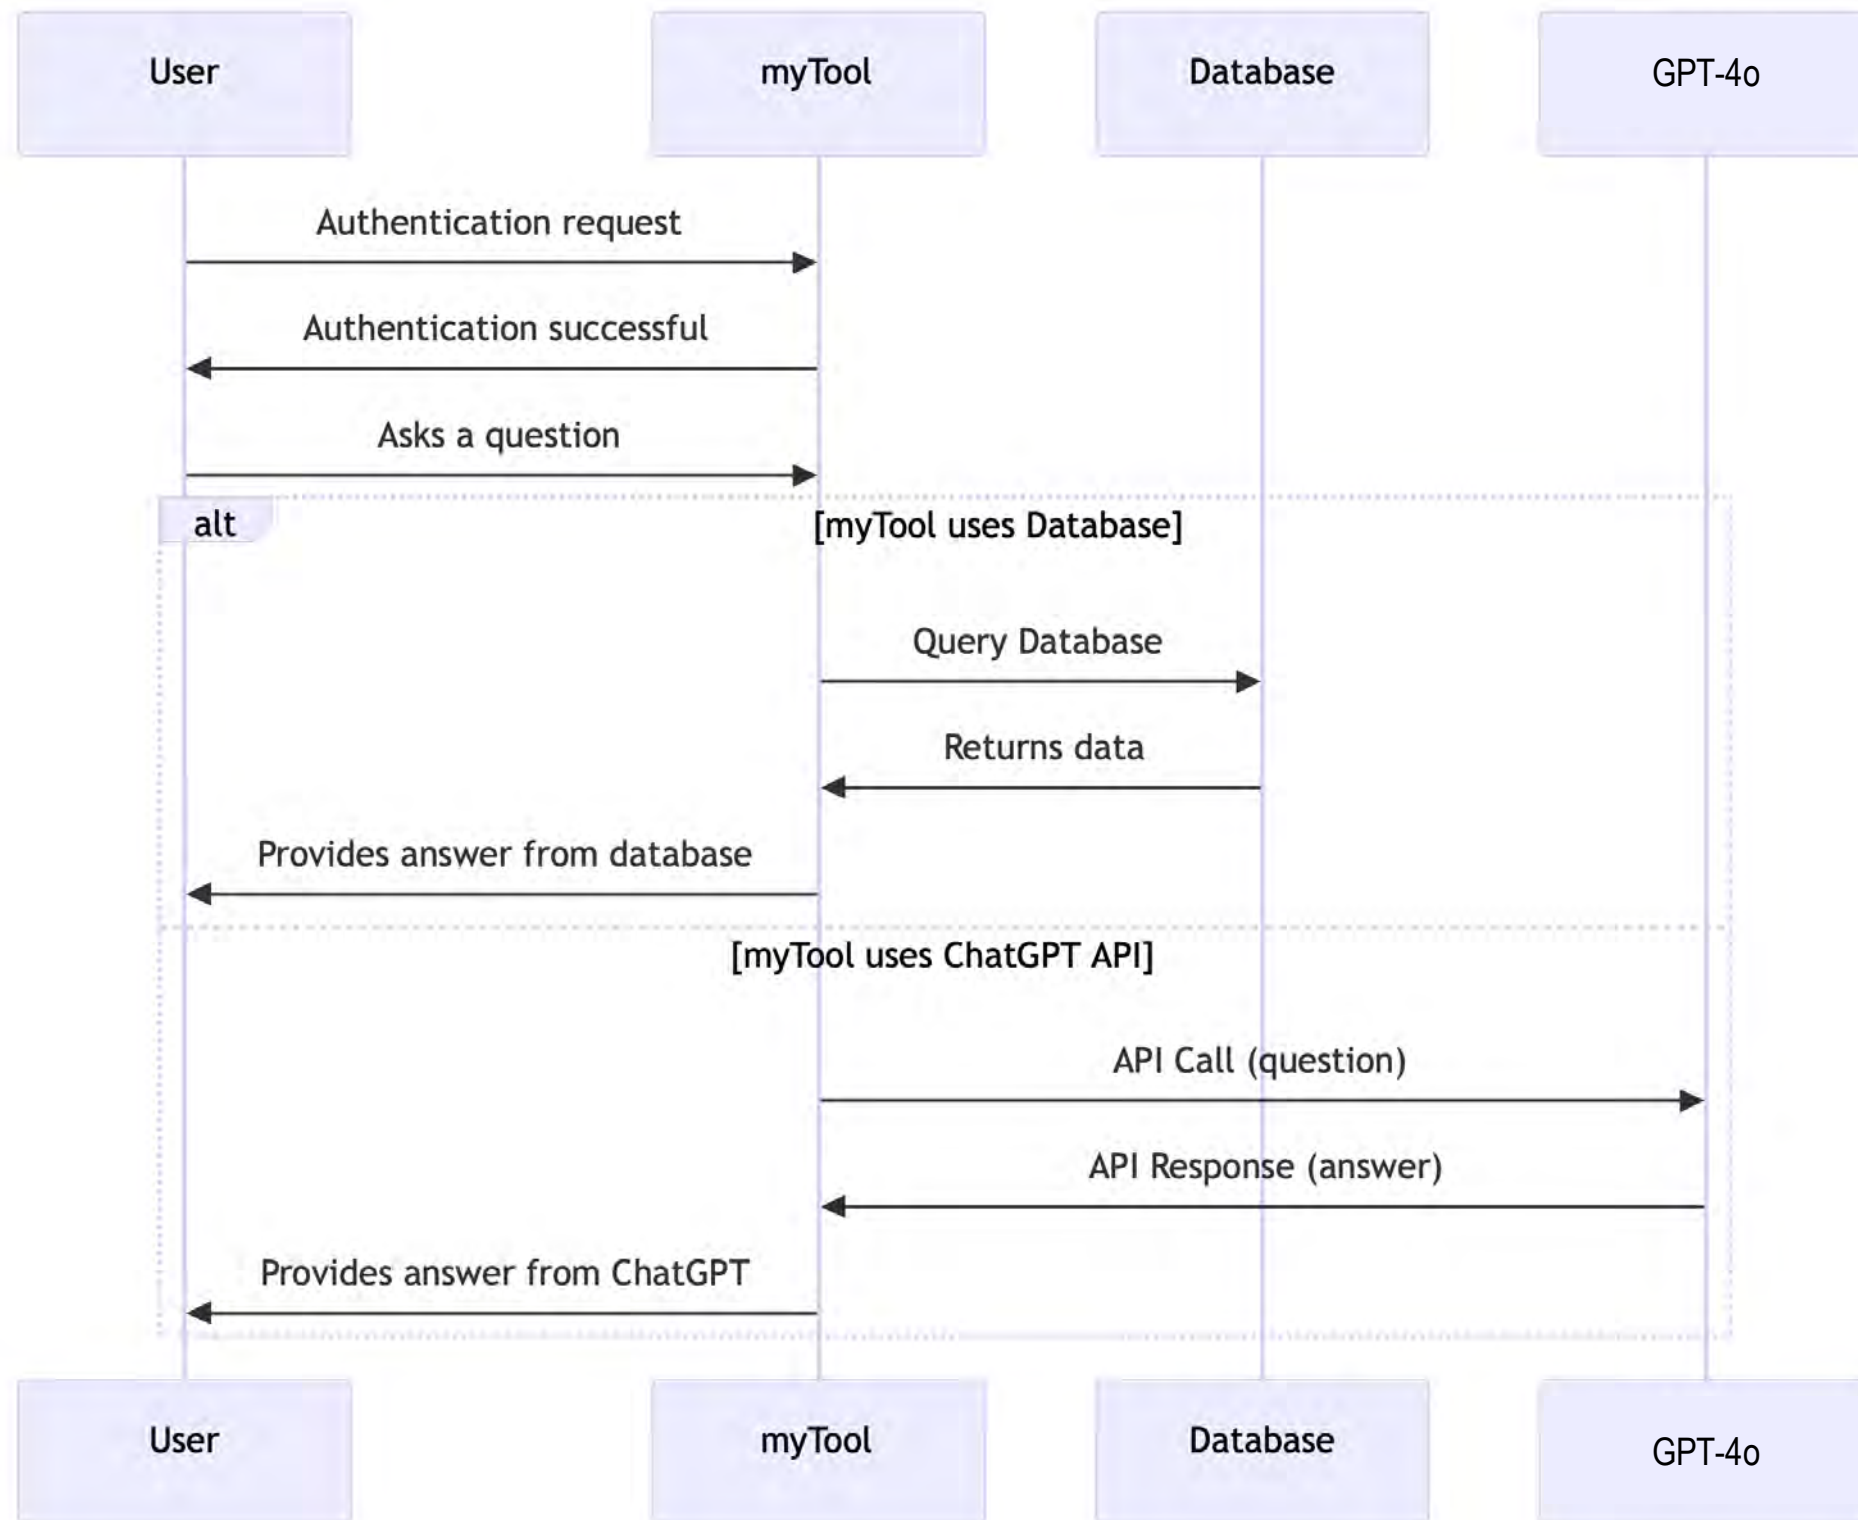 User
myTool
Database
GPT-4o
Authentication request
Authentication successful
Asks a question
alt
[myTool uses Database]
Query Database
Returns data
Provides answer from database
[myTool uses ChatGPT API]
API Call (question)
API Response (answer)
Provides answer from ChatGPT
User
myTool
Database
GPT-4o